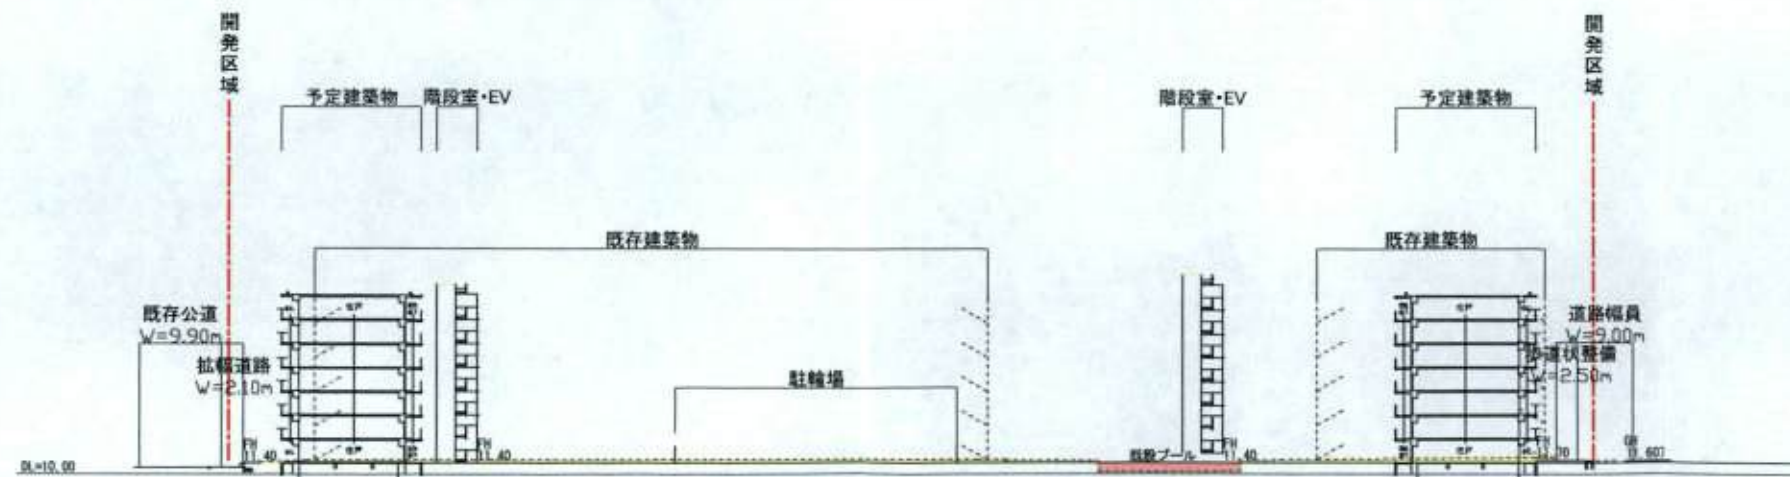 開発区域
開発区域
予定建築物
階段室・EV
階段室・EV
予定建築物
既存建築物
既存建築物
既存公道
W=9.90m
拡幅道路
W=2.10m
道路幅員
W=9.00m
歩道状整備
W=2.50m
駐輪場
FH
11.40
FH
11.40
既設プール
FH
11.40
DL=10.00